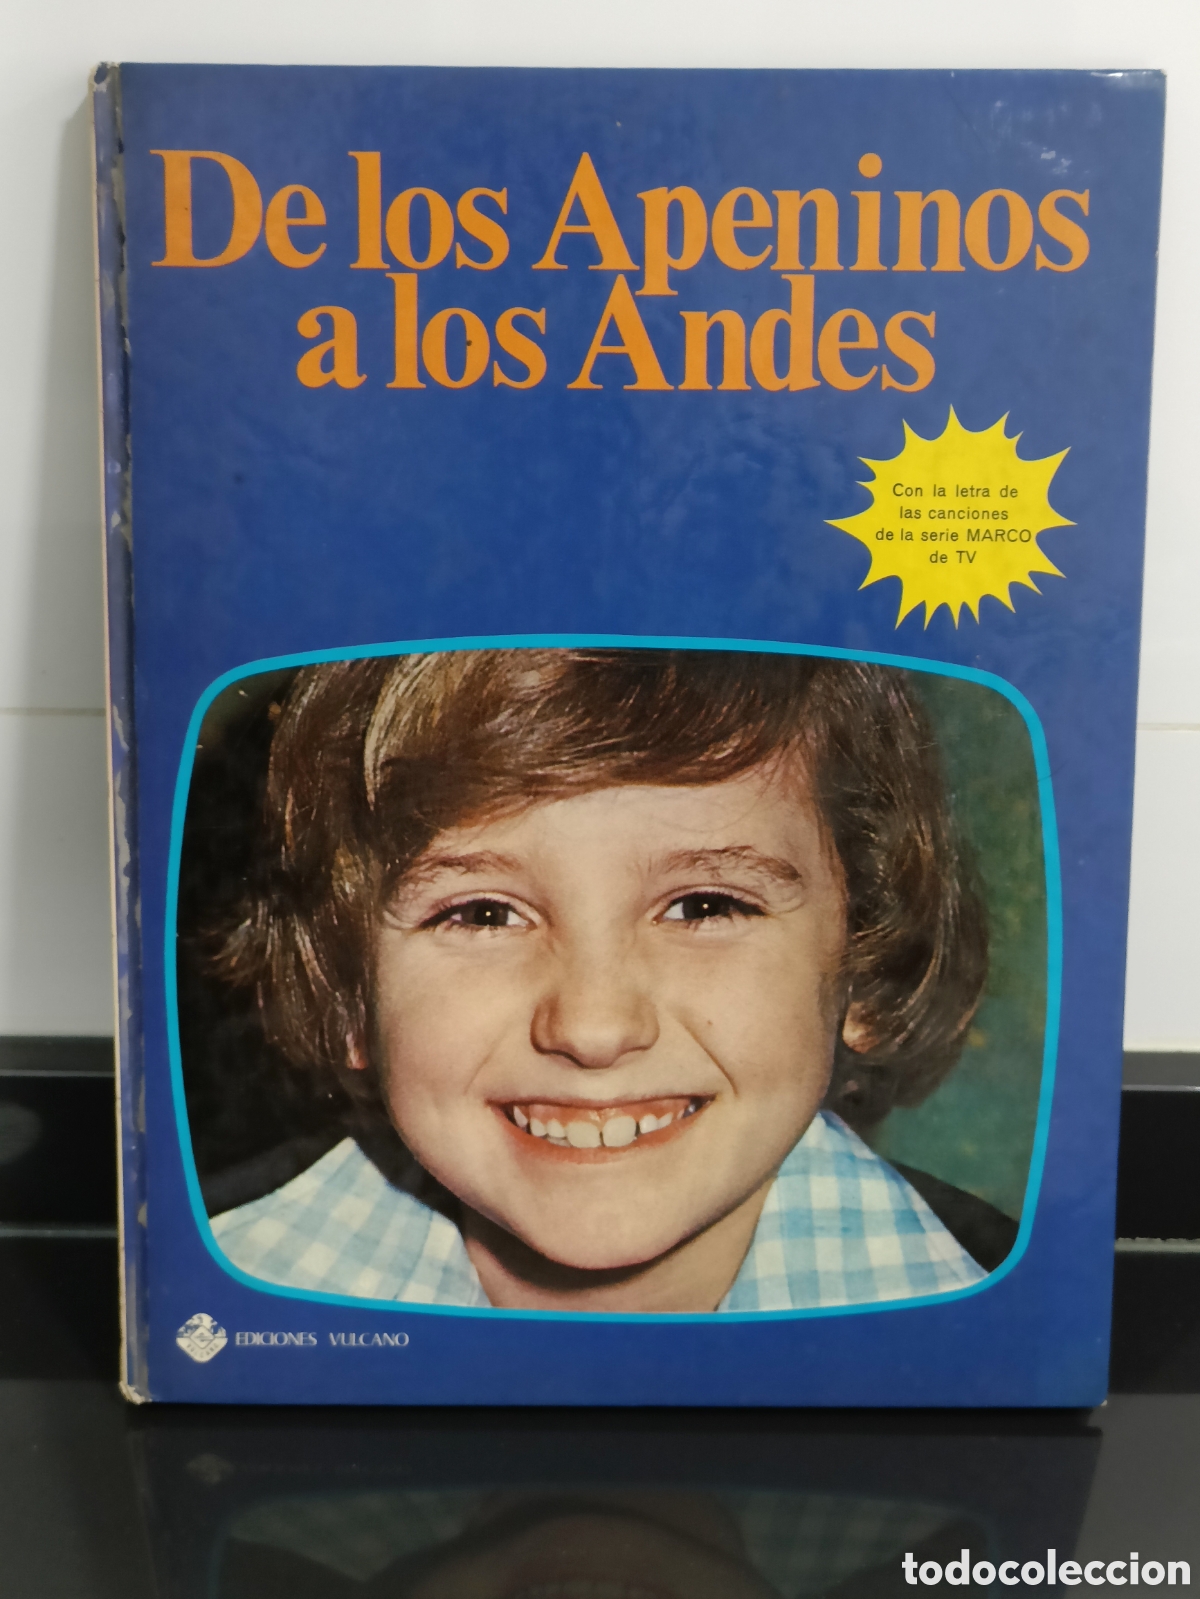 De los Apeninos
a los Andes
Con la letra de
las canciones
de la serie MARCO
de TV
VULCANO
EDICIONES VULCANO
todocoleccion